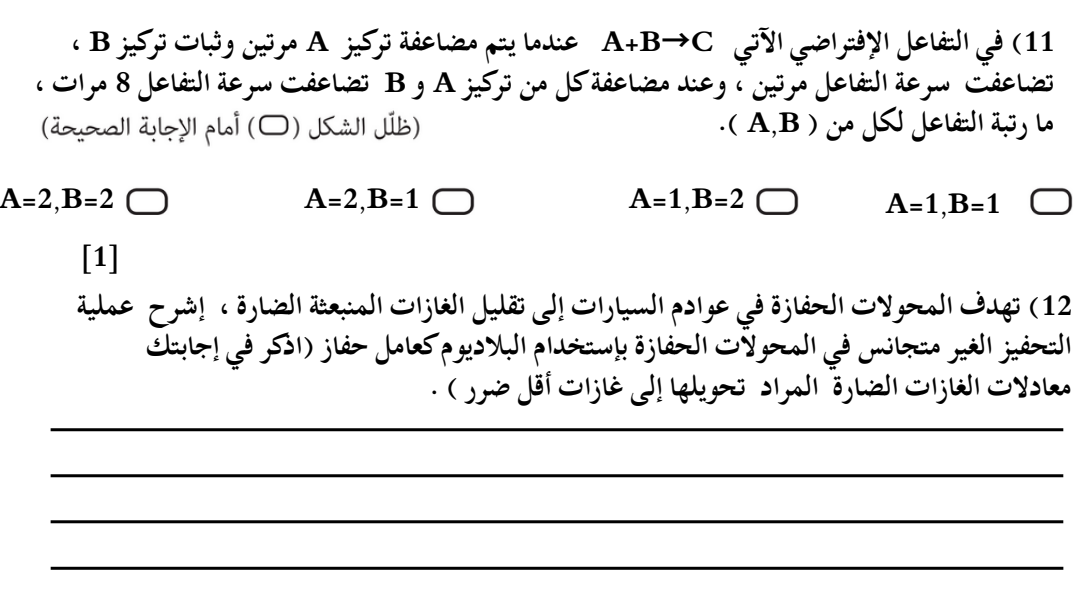 11) في التفاعل الإفتراضي الآتي A+B→C عندما يتم مضاعفة تركيز A مرتين وثبات تركيز B ،
تضاعفت سرعة التفاعل مرتين ، وعند مضاعفة كل من تركيز A و B تضاعفت سرعة التفاعل 8 مرات ،
ما رتبة التفاعل لكل من ( A,B ). (ظلّل الشكل (▢) أمام الإجابة الصحيحة)
▢ A=1,B=1 ▢ A=1,B=2 ▢ A=2,B=1 ▢ A=2,B=2
[1]
12) تهدف المحولات الحفازة في عوادم السيارات إلى تقليل الغازات المنبعثة الضارة ، إشرح عملية
التحفيز الغير متجانس في المحولات الحفازة بإستخدام البلاديوم كعامل حفاز (اذكر في إجابتك
معادلات الغازات الضارة المراد تحويلها إلى غازات أقل ضرر ) .